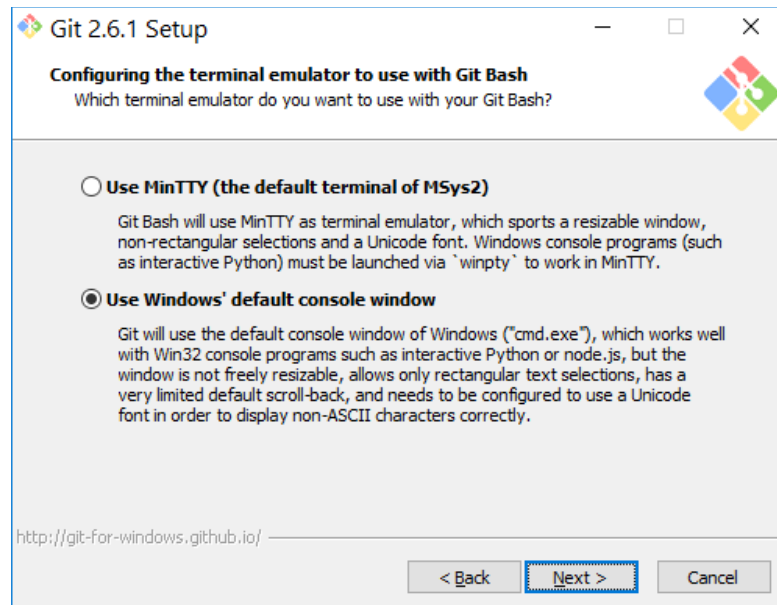 Git 2.6.1 Setup
Configuring the terminal emulator to use with Git Bash
Which terminal emulator do you want to use with your Git Bash?
Use MinTTY (the default terminal of MSys2)
Git Bash will use MinTTY as terminal emulator, which sports a resizable window,
non-rectangular selections and a Unicode font. Windows console programs (such
as interactive Python) must be launched via `winpty` to work in MinTTY.
Use Windows' default console window
Git will use the default console window of Windows ("cmd.exe"), which works well
with Win32 console programs such as interactive Python or node.js, but the
window is not freely resizable, allows only rectangular text selections, has a
very limited default scroll-back, and needs to be configured to use a Unicode
font in order to display non-ASCII characters correctly.
http://git-for-windows.github.io/
< Back Next > Cancel